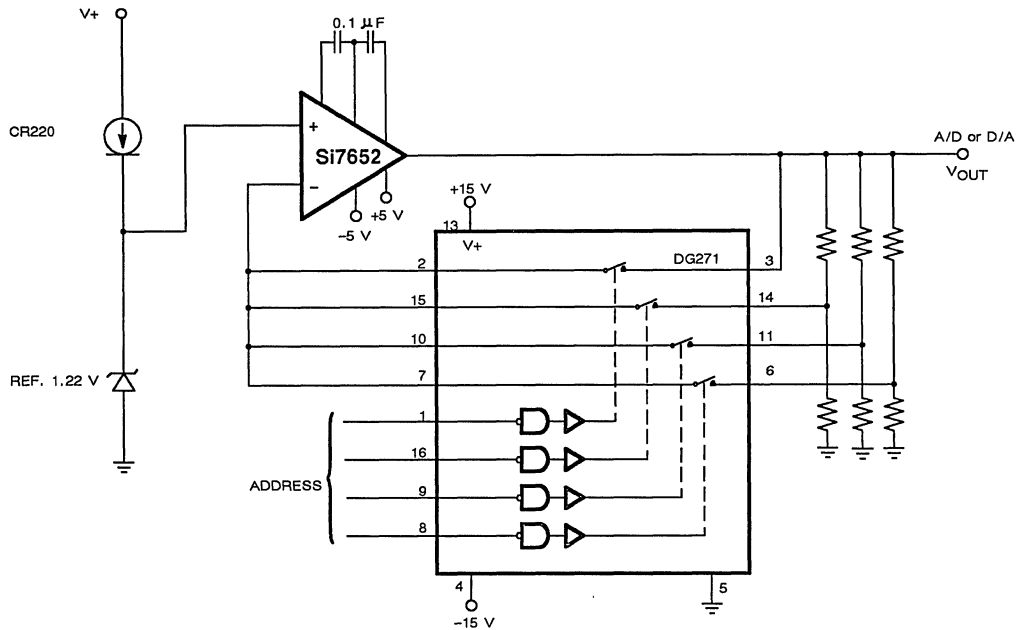 V+
0.1 µF
CR220
+
Si7652
−
A/D or D/A
VOUT
−5 V
+5 V
+15 V
13
V+
2
DG271
3
15
14
10
11
7
6
REF. 1.22 V
1
16
ADDRESS
9
8
4
5
−15 V